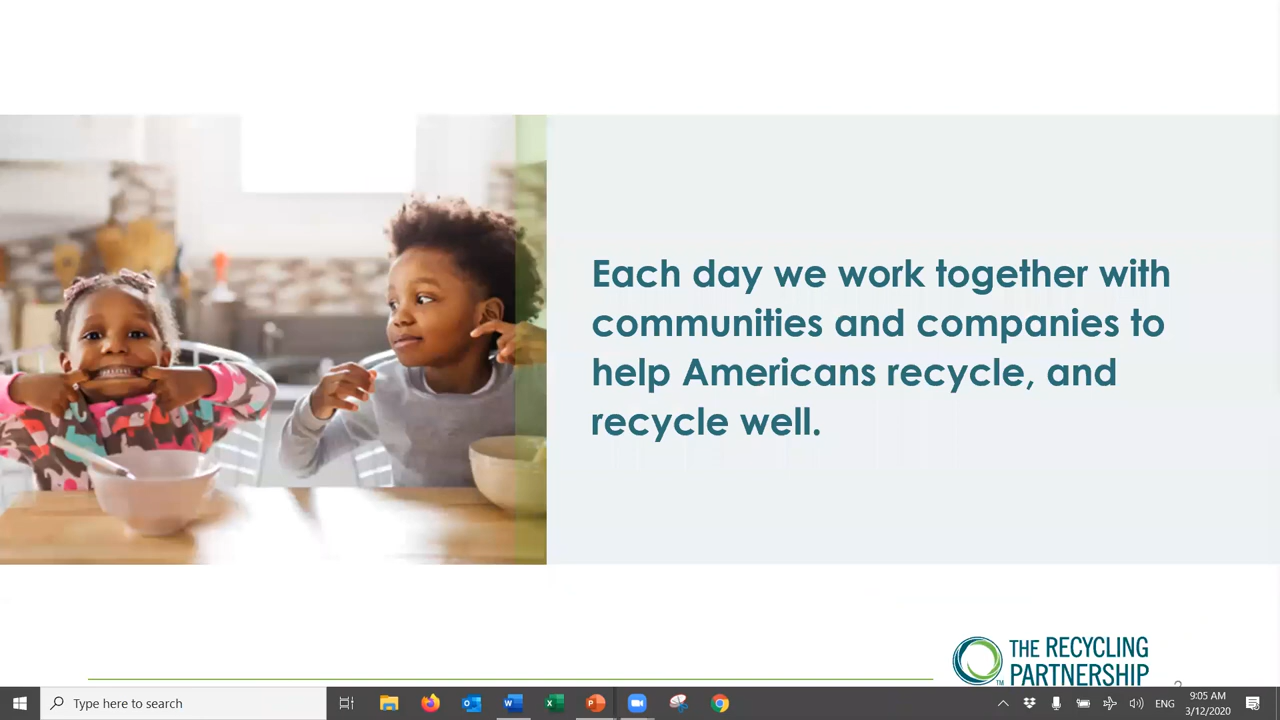 Each day we work together with
communities and companies to
help Americans recycle, and
recycle well.
THE RECYCLING
PARTNERSHIP
TM
Type here to search
ENG
9:05 AM
3/12/2020